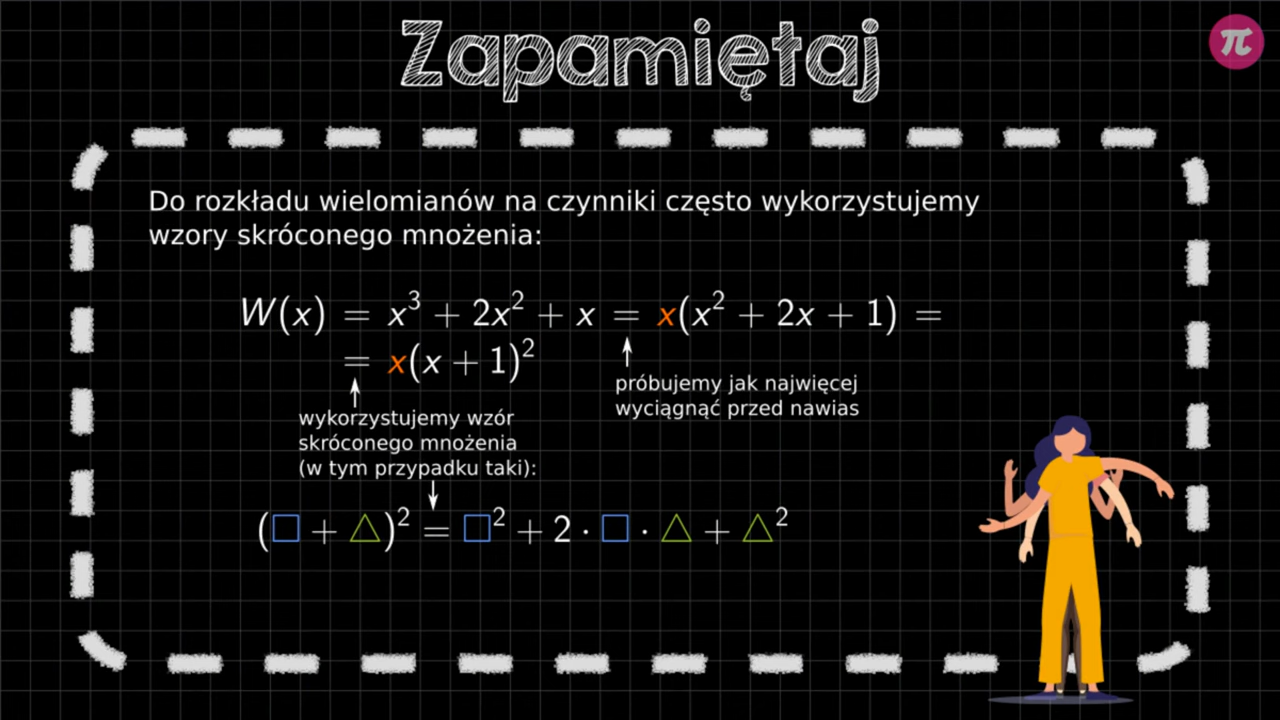 Zapamiętaj
π
Do rozkładu wielomianów na czynniki często wykorzystujemy
wzory skróconego mnożenia:
W(x) = x³ + 2x² + x = x(x² + 2x + 1) =
= x(x + 1)²
próbujemy jak najwięcej
wyciągnąć przed nawias
wykorzystujemy wzór
skróconego mnożenia
(w tym przypadku taki):
(□ + △)² = □² + 2 · □ · △ + △²